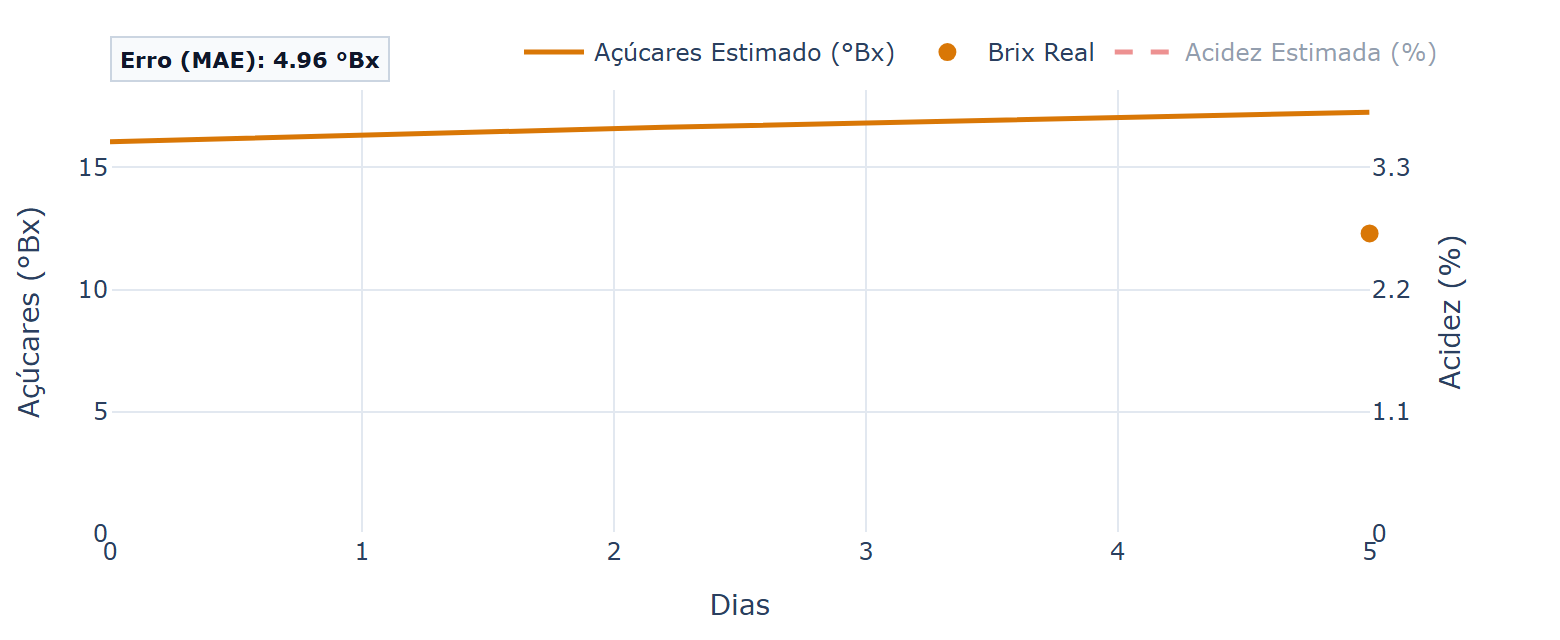 Erro (MAE): 4.96 ºBx
Açúcares Estimado (°Bx)
Brix Real
Acidez Estimada (%)
15
10
5
0
Açúcares (°Bx)
3.3
2.2
1.1
0
Acidez (%)
0
1
2
3
4
5
Dias